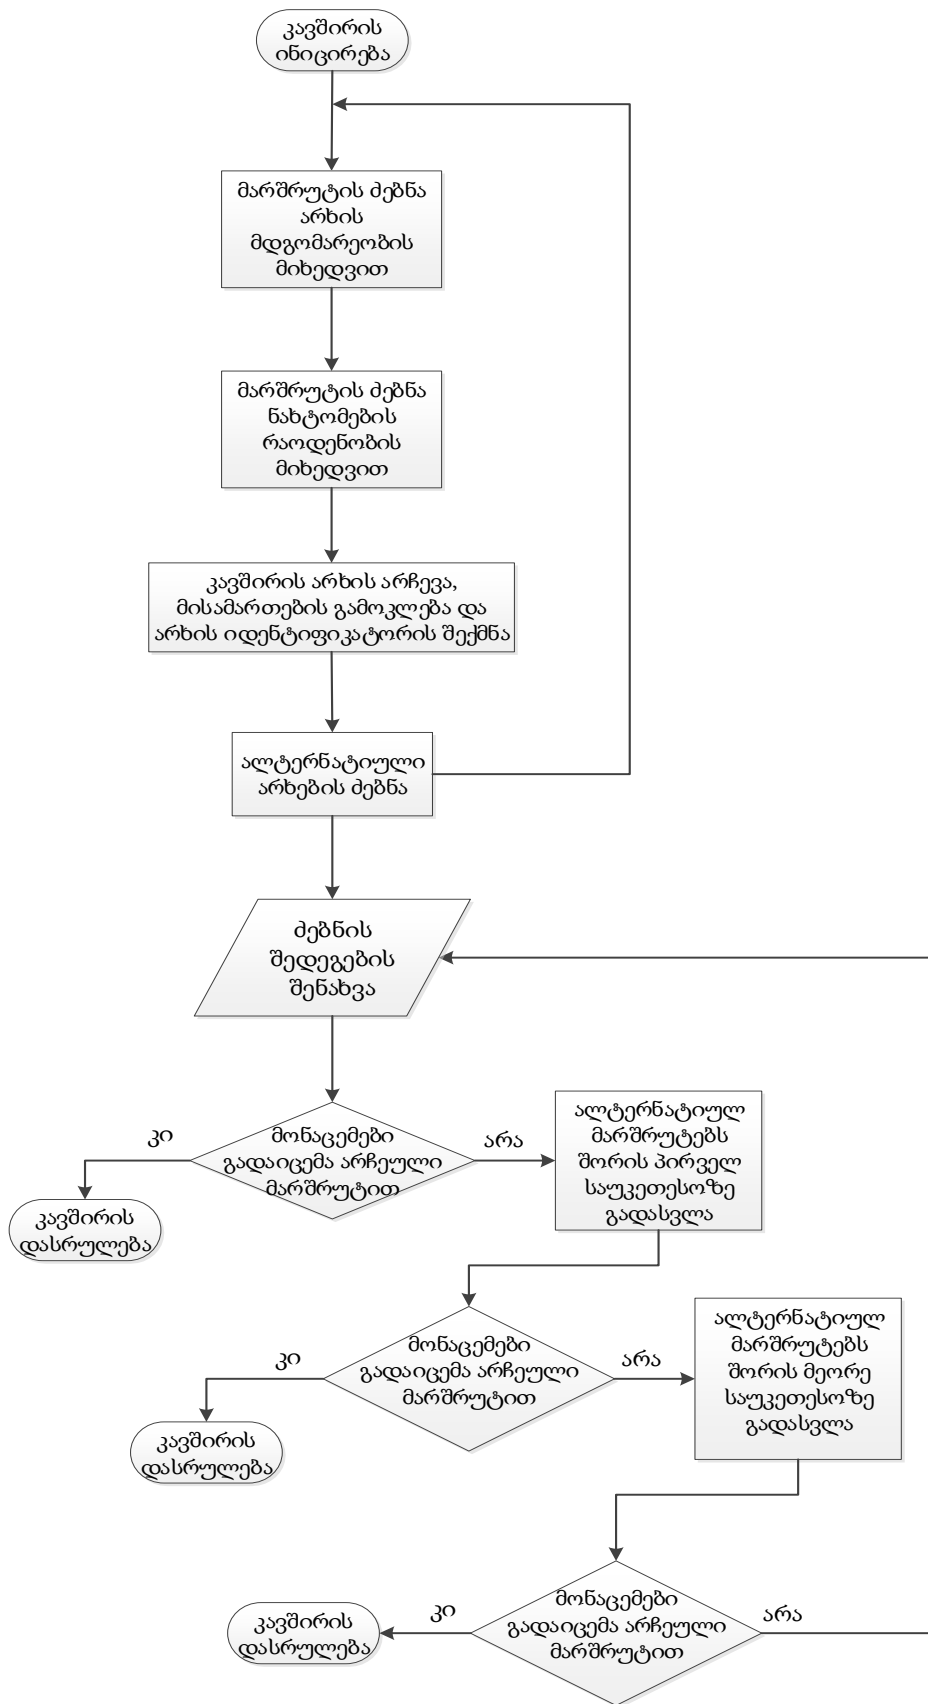 კავშირის
ინიცირება
მარშრუტის ძებნა
არხის
მდგომარეობის
მიხედვით
მარშრუტის ძებნა
ნახტომების
რაოდენობის
მიხედვით
კავშირის არხის არჩევა,
მისამართების გამოკლება და
არხის იდენტიფიკატორის შექმნა
ალტერნატიული
არხების ძებნა
ძებნის
შედეგების
შენახვა
კი
მონაცემები
გადაიცემა არჩეული
მარშრუტით
არა
ალტერნატიულ
მარშრუტებს
შორის პირველ
საუკეთესოზე
გადასვლა
კავშირის
დასრულება
კი
მონაცემები
გადაიცემა არჩეული
მარშრუტით
არა
ალტერნატიულ
მარშრუტებს
შორის მეორე
საუკეთესოზე
გადასვლა
კავშირის
დასრულება
კავშირის
დასრულება
კი
მონაცემები
გადაიცემა არჩეული
მარშრუტით
არა